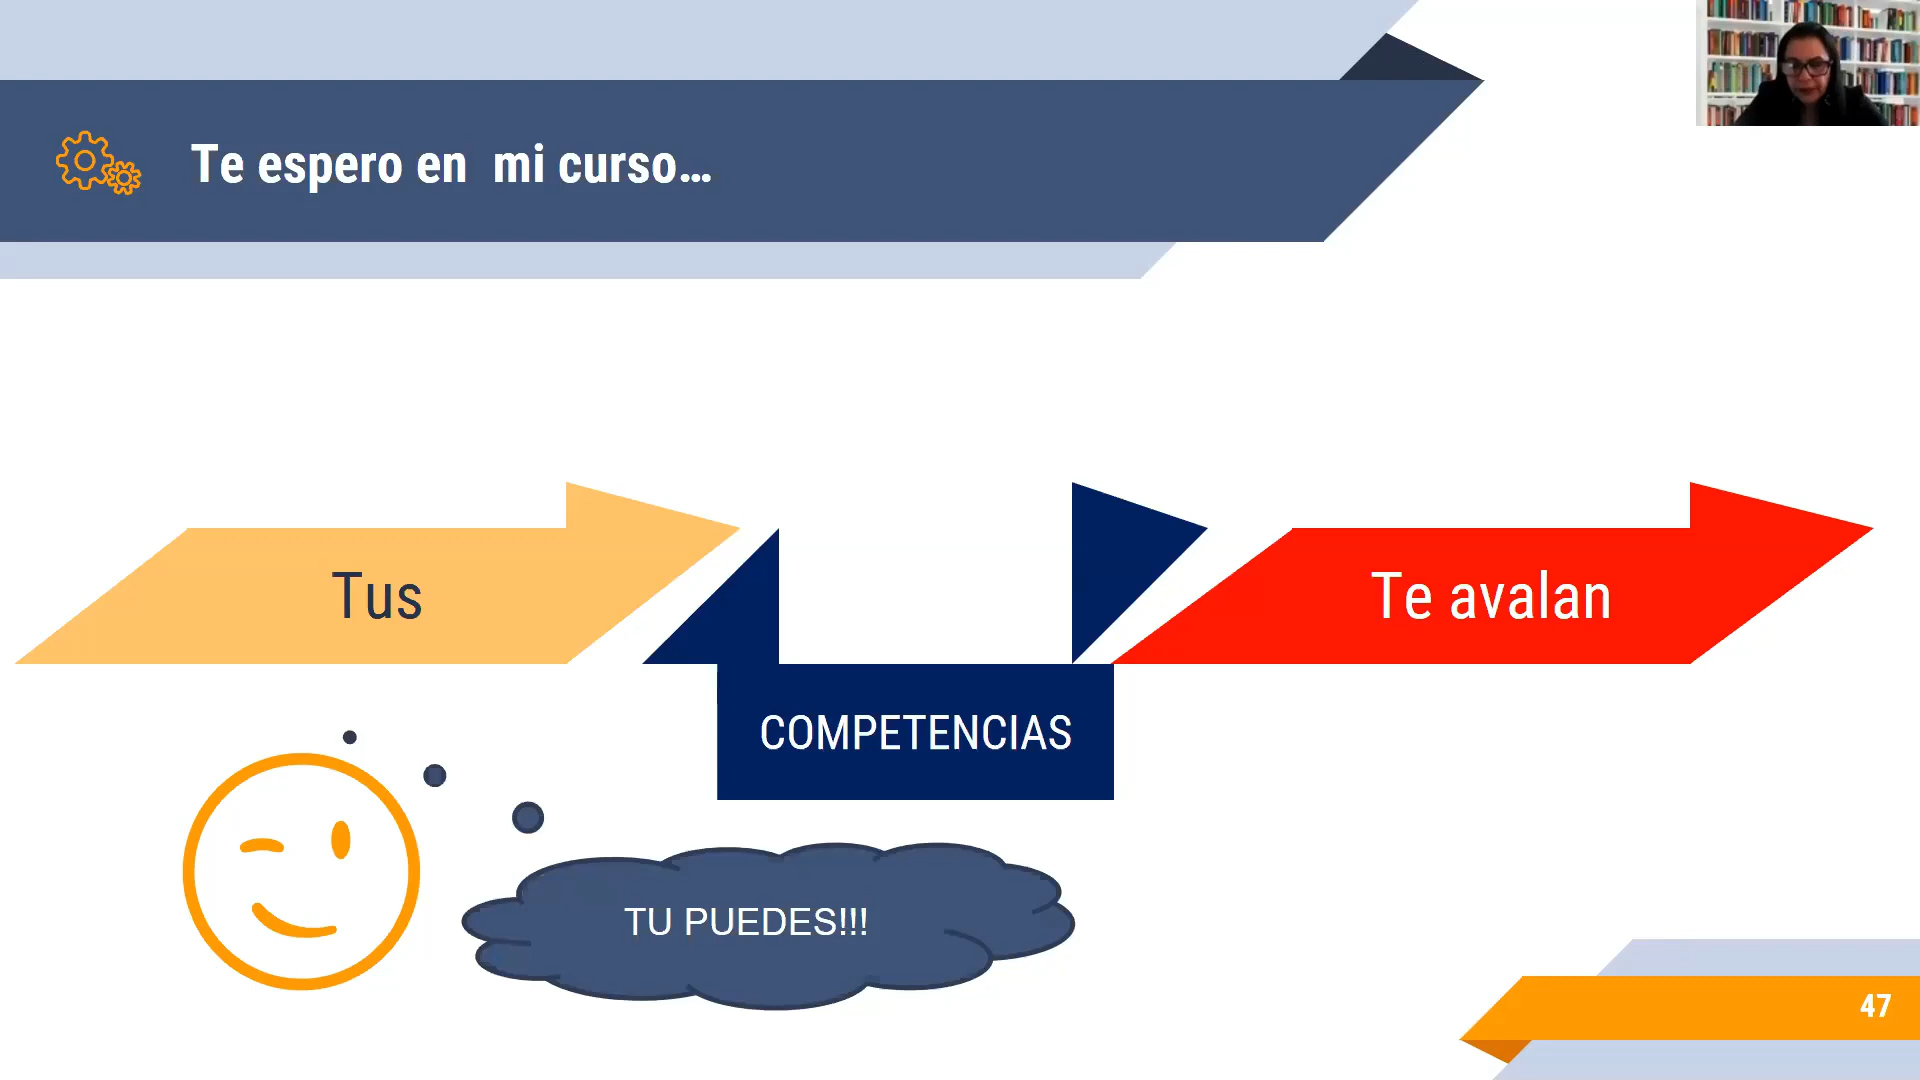 Te espero en  mi curso...
Tus
COMPETENCIAS
Te avalan
TU PUEDES!!!
47